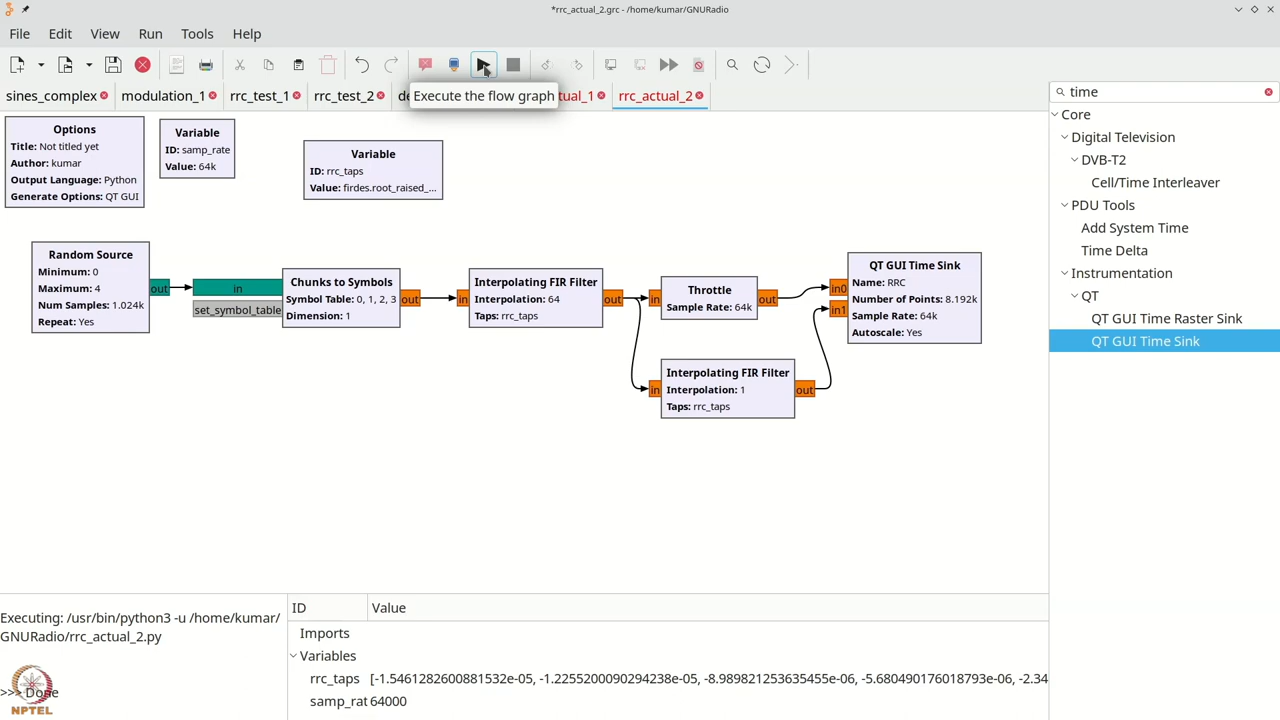 *rrc_actual_2.grc - /home/kumar/GNURadio
File Edit View Run Tools Help
sines_complex modulation_1 rrc_test_1 rrc_test_2 de tual_1 rrc_actual_2
Execute the flow graph
time
Core
Digital Television
DVB-T2
Cell/Time Interleaver
PDU Tools
Add System Time
Time Delta
Instrumentation
QT
QT GUI Time Raster Sink
QT GUI Time Sink
Options
Title: Not titled yet
Author: kumar
Output Language: Python
Generate Options: QT GUI
Variable
ID: samp_rate
Value: 64k
Variable
ID: rrc_taps
Value: firdes.root_raised_...
Random Source
Minimum: 0
Maximum: 4
Num Samples: 1.024k
Repeat: Yes
out
in
set_symbol_table
Chunks to Symbols
Symbol Table: 0, 1, 2, 3
Dimension: 1
out
in
Interpolating FIR Filter
Interpolation: 64
Taps: rrc_taps
out
in
Throttle
Sample Rate: 64k
out
in0
in1
QT GUI Time Sink
Name: RRC
Number of Points: 8.192k
Sample Rate: 64k
Autoscale: Yes
in
Interpolating FIR Filter
Interpolation: 1
Taps: rrc_taps
out
Executing: /usr/bin/python3 -u /home/kumar/
GNURadio/rrc_actual_2.py
>>> Done
NPTEL
ID Value
Imports
Variables
rrc_taps [-1.5461282600881532e-05, -1.2255200090294238e-05, -8.989821253635455e-06, -5.680490176018793e-06, -2.34
samp_rat 64000